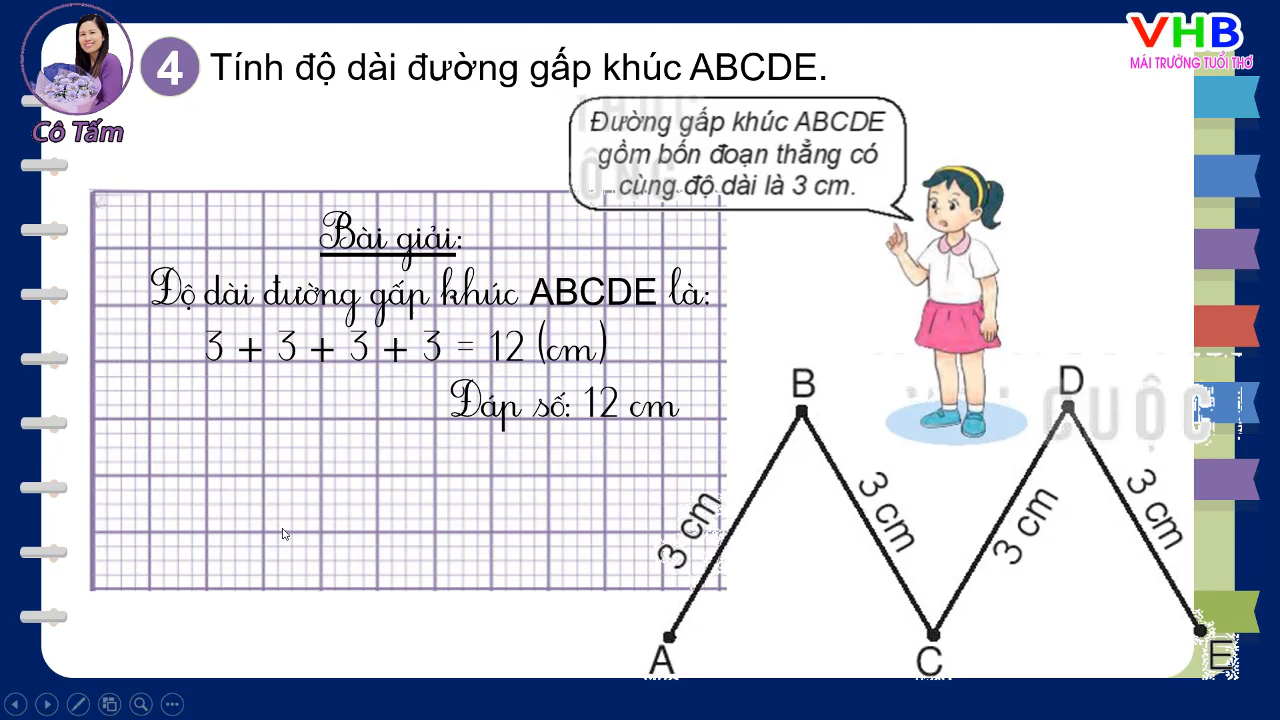 VHB
MÁI TRƯỜNG TUỔI THƠ
Cô Tấm
4 Tính độ dài đường gấp khúc ABCDE.
Đường gấp khúc ABCDE
gồm bốn đoạn thẳng có
cùng độ dài là 3 cm.
Bài giải:
Độ dài đường gấp khúc ABCDE là:
3 + 3 + 3 + 3 = 12 (cm)
Đáp số: 12 cm
B
D
3 cm
3 cm
3 cm
3 cm
A
C
E
CUỘC